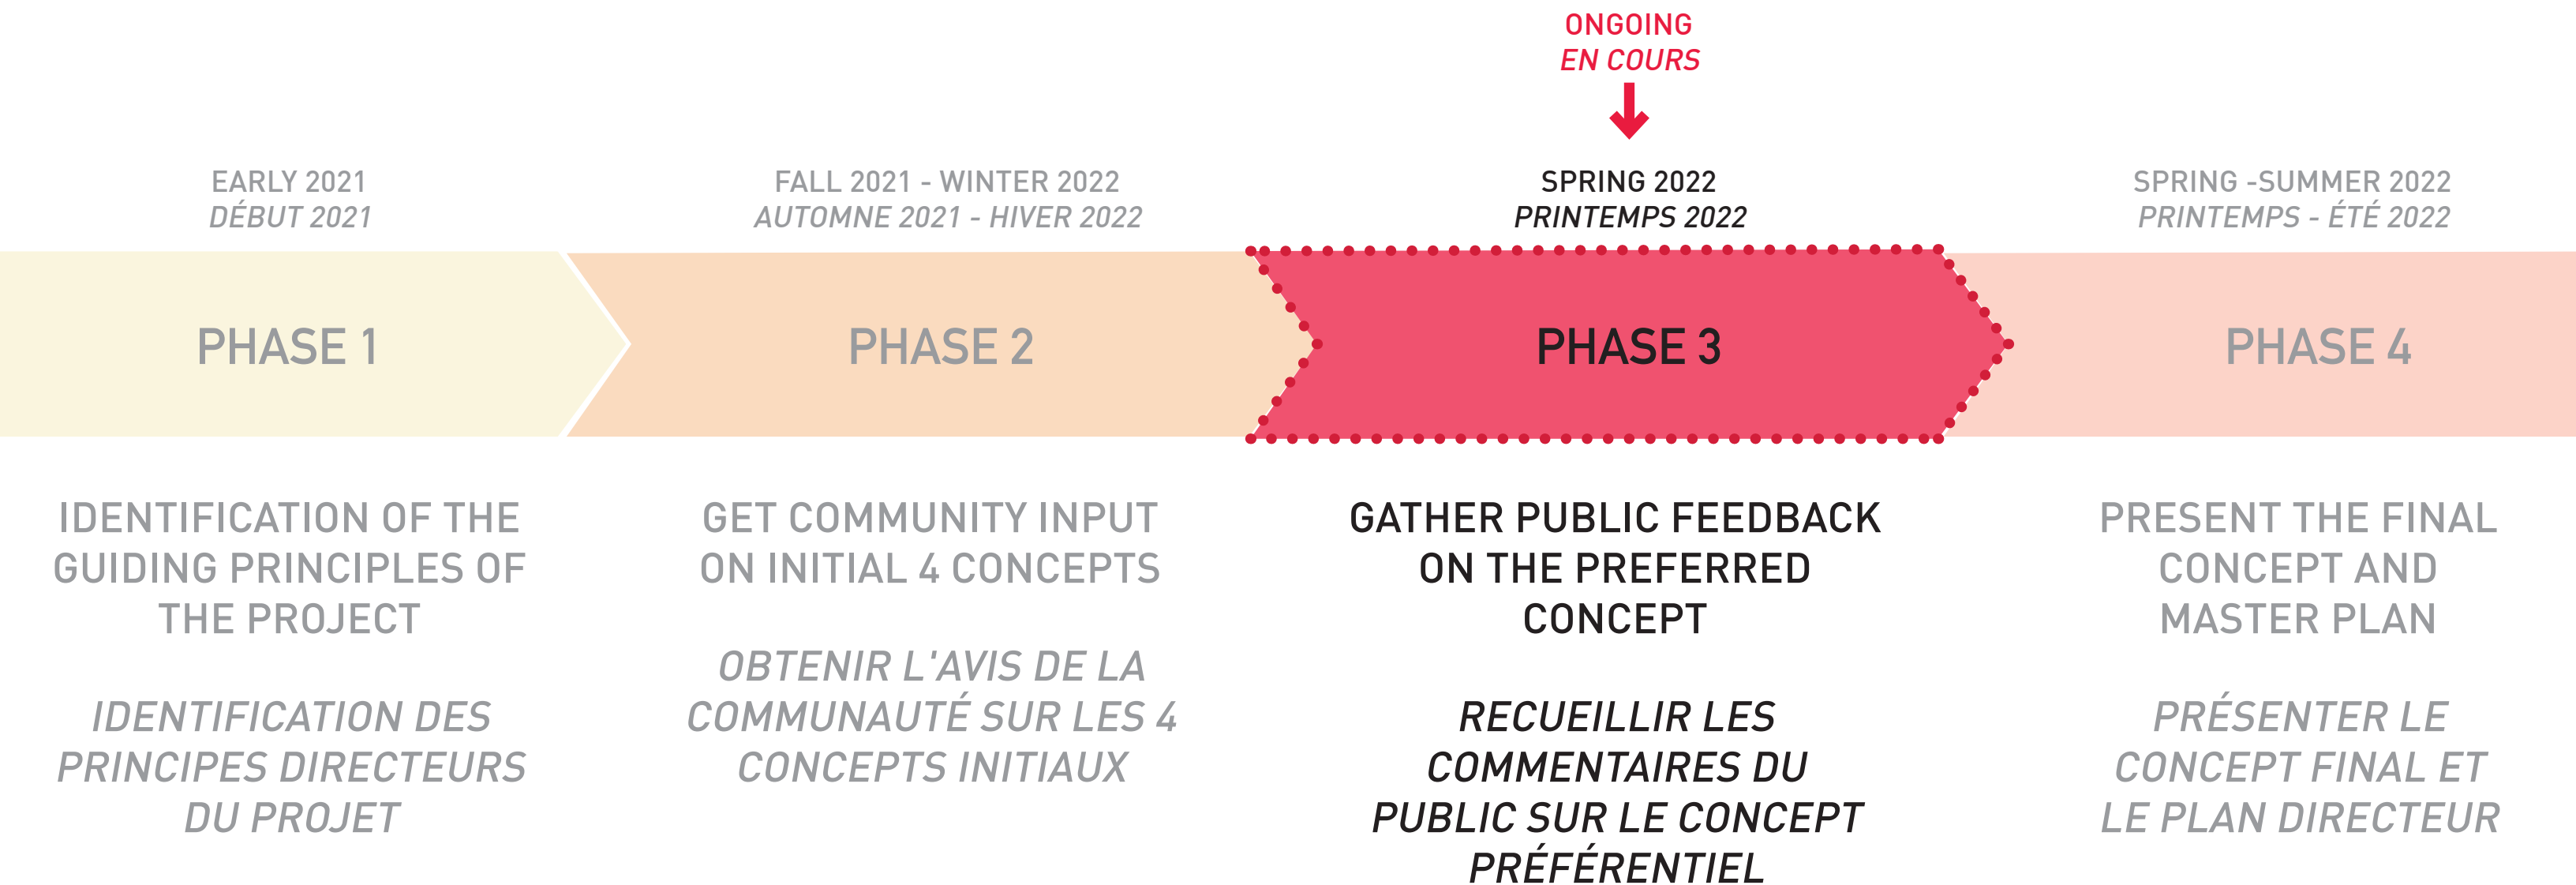 ONGOING
EN COURS
EARLY 2021
DÉBUT 2021
FALL 2021 - WINTER 2022
AUTOMNE 2021 - HIVER 2022
SPRING 2022
PRINTEMPS 2022
SPRING -SUMMER 2022
PRINTEMPS - ÉTÉ 2022
PHASE 1
PHASE 2
PHASE 3
PHASE 4
IDENTIFICATION OF THE
GUIDING PRINCIPLES OF
THE PROJECT
IDENTIFICATION DES
PRINCIPES DIRECTEURS
DU PROJET
GET COMMUNITY INPUT
ON INITIAL 4 CONCEPTS
OBTENIR L'AVIS DE LA
COMMUNAUTÉ SUR LES 4
CONCEPTS INITIAUX
GATHER PUBLIC FEEDBACK
ON THE PREFERRED
CONCEPT
RECUEILLIR LES
COMMENTAIRES DU
PUBLIC SUR LE CONCEPT
PRÉFÉRENTIEL
PRESENT THE FINAL
CONCEPT AND
MASTER PLAN
PRÉSENTER LE
CONCEPT FINAL ET
LE PLAN DIRECTEUR